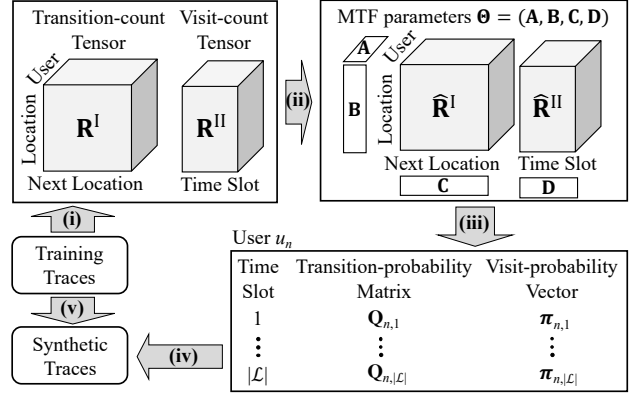 Transition-count Tensor
Visit-count Tensor
User
Location
R^I
R^II
Next Location
Time Slot
(ii)
MTF parameters Θ = (A, B, C, D)
A
User
B
Location
R̂^I
R̂^II
Next Location
Time Slot
C
D
(i)
(iii)
Training Traces
(v)
Synthetic Traces
(iv)
User u_n
Time Slot
Transition-probability Matrix
Visit-probability Vector
1
Q_{n,1}
π_{n,1}
⋮ ⋮ ⋮
|ℒ|
Q_{n,|ℒ|}
π_{n,|ℒ|}